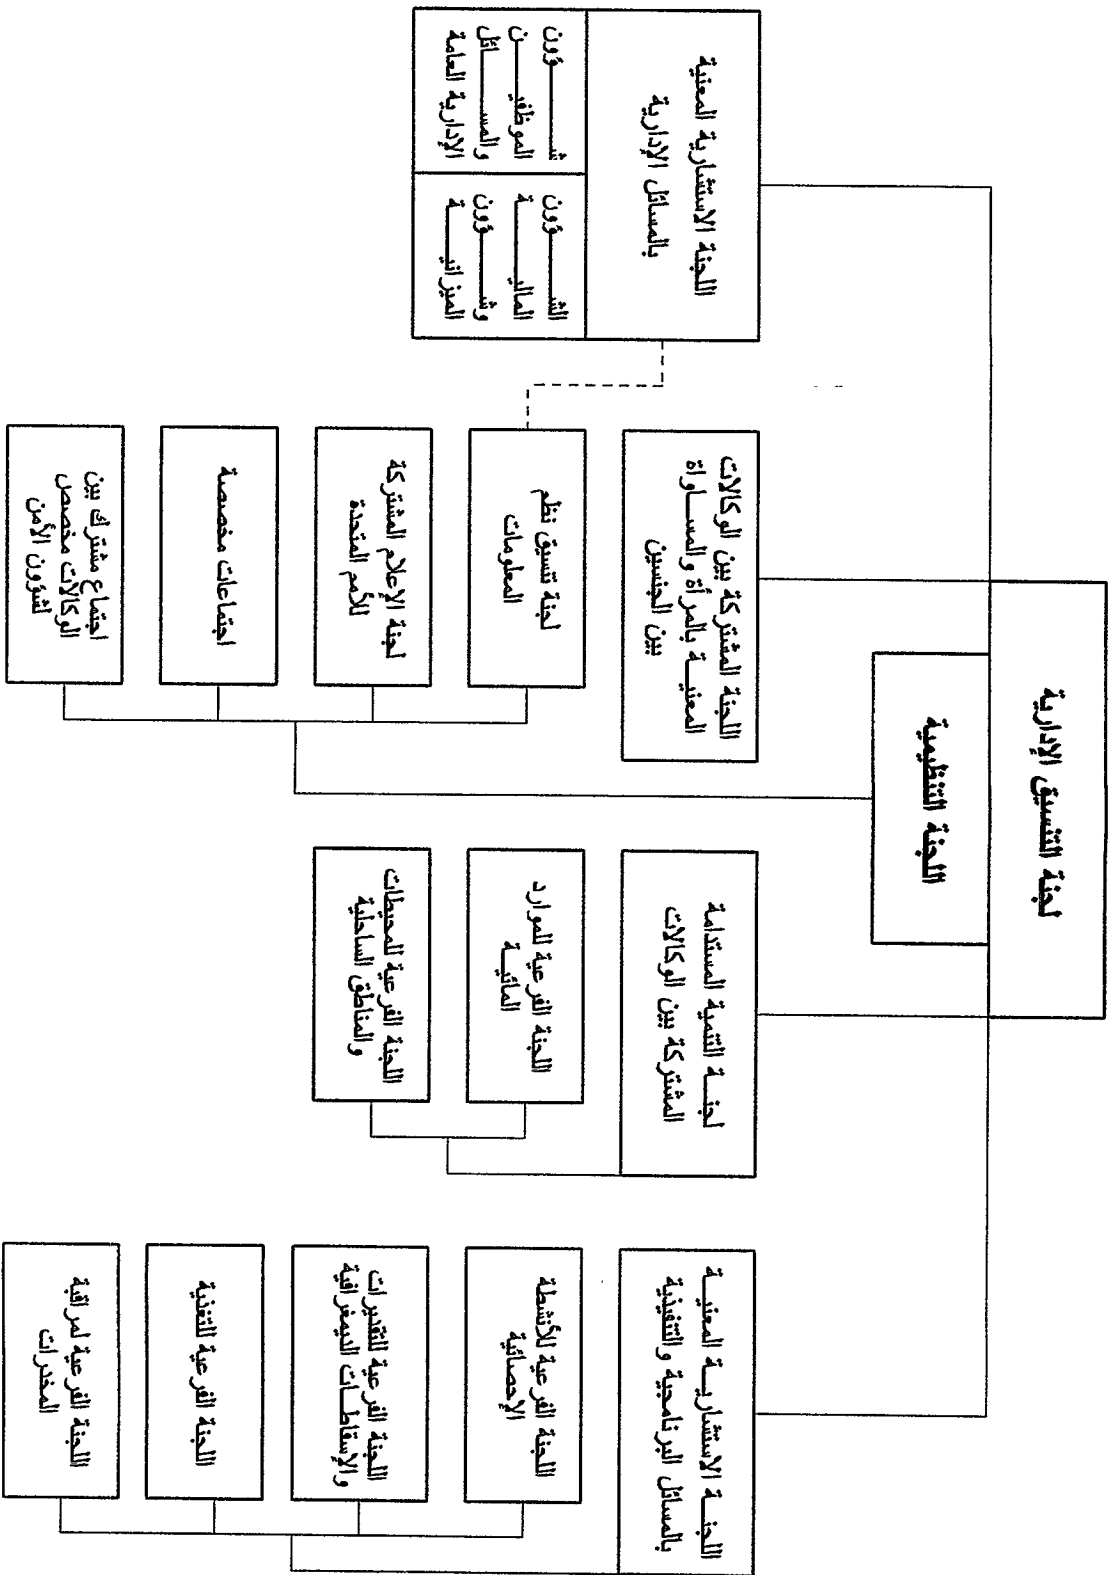 لجنة التنسيق الإدارية
اللجنة التنظيمية
اللجنة الاستشارية المعنية
بالمسائل الإدارية
شؤون
الموظفين
والمسائل
الإدارية العامة
الشؤون
المالية
وشؤون
الميزانية
اللجنة المشتركة بين الوكالات
المعنية بالمرأة والمساواة
بين الجنسين
لجنة تنسيق نظم
المعلومات
لجنة الإعلام المشتركة
للأمم المتحدة
اجتماعات مخصصة
اجتماع مشترك بين
الوكالات مخصص
لشؤون الأمن
لجنة التنمية المستدامة
المشتركة بين الوكالات
اللجنة الفرعية للموارد
المائية
اللجنة الفرعية للمحيطات
والمناطق الساحلية
اللجنة الاستشارية المعنية
بالمسائل البرنامجية والتنفيذية
اللجنة الفرعية للأنشطة
الإحصائية
اللجنة الفرعية للتقديرات
والإسقاطات الديمغرافية
اللجنة الفرعية للتغذية
اللجنة الفرعية لمراقبة
المخدرات